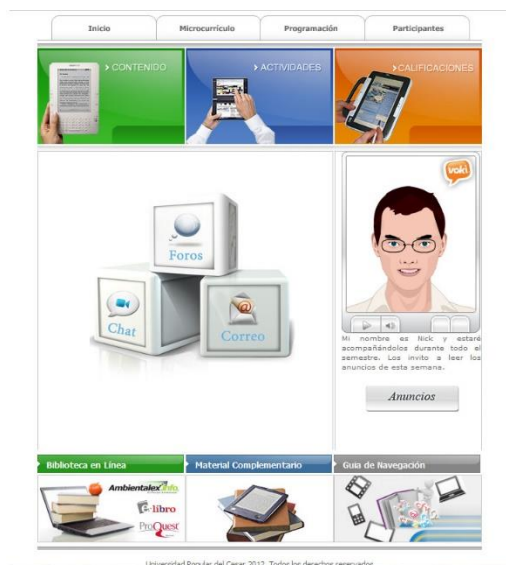 Inicio
Microcurrículo
Programación
Participantes
CONTENIDO
ACTIVIDADES
CALIFICACIONES
Foros
Chat
Correo
voki
Mi nombre es Nick y estaré
acompañándolos durante todo el
semestre. Los invito a leer los
anuncios de esta semana.
Anuncios
Biblioteca en Línea
Material Complementario
Guia de Navegación
Ambientalex.info
e-libro
ProQuest
Universidad Popular del Cesar 2012. Todos los derechos reservados